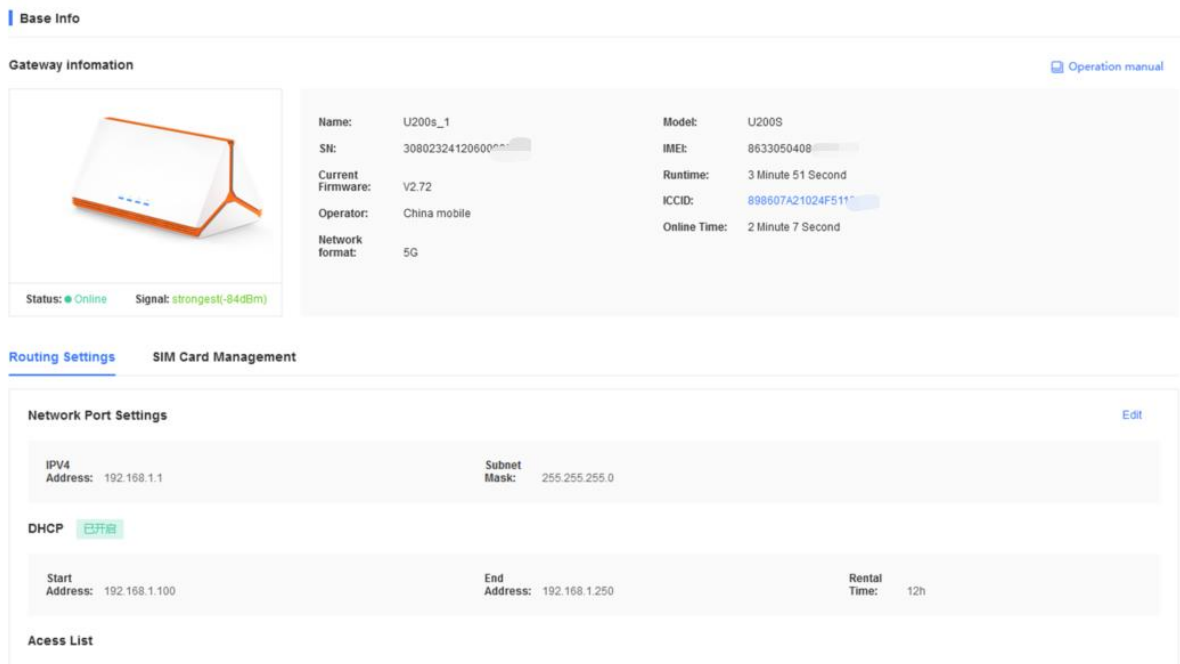 Base Info
Gateway infomation
Operation manual
Name: U200s_1
Model: U200S
SN:
IMEI: 8633050408
Current
Firmware: V2.72
Runtime: 3 Minute 51 Second
ICCID:
Operator: China mobile
Online Time: 2 Minute 7 Second
Network
format: 5G
Status: Online Signal: strongest(-84dBm)
Routing Settings SIM Card Management
Network Port Settings
Edit
IPV4
Address: 192.168.1.1
Subnet
Mask: 255.255.255.0
DHCP 已开启
Start
Address: 192.168.1.100
End
Address: 192.168.1.250
Rental
Time: 12h
Acess List